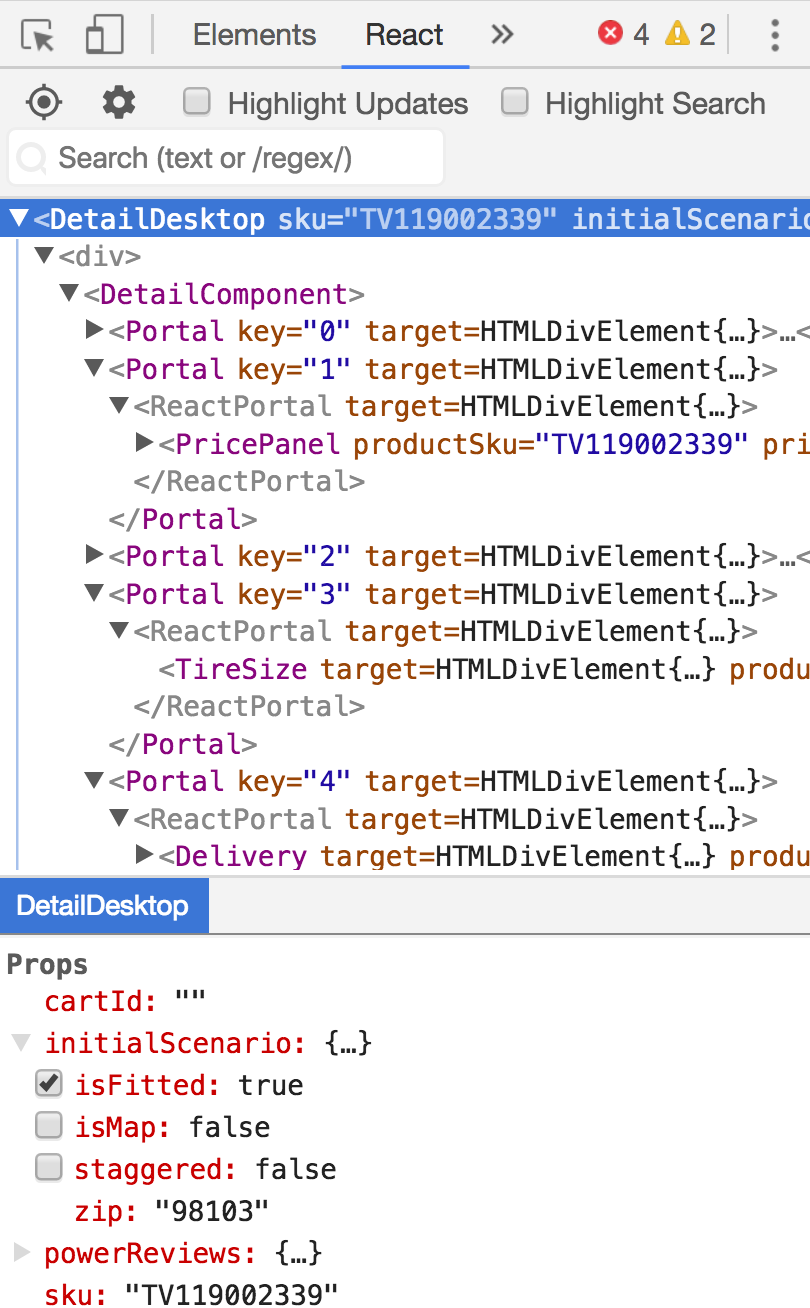 Elements React » 4 2
Highlight Updates Highlight Search
Search (text or /regex/)
<DetailDesktop sku="TV119002339" initialScenario
<div>
<DetailComponent>
<Portal key="0" target=HTMLDivElement{…}>…<
<Portal key="1" target=HTMLDivElement{…}>
<ReactPortal target=HTMLDivElement{…}>
<PricePanel productSku="TV119002339" pri
</ReactPortal>
</Portal>
<Portal key="2" target=HTMLDivElement{…}>…<
<Portal key="3" target=HTMLDivElement{…}>
<ReactPortal target=HTMLDivElement{…}>
<TireSize target=HTMLDivElement{…} produ
</ReactPortal>
</Portal>
<Portal key="4" target=HTMLDivElement{…}>
<ReactPortal target=HTMLDivElement{…}>
<Delivery target=HTMLDivElement{…} produ
DetailDesktop
Props
cartId: ""
initialScenario: {…}
isFitted: true
isMap: false
staggered: false
zip: "98103"
powerReviews: {…}
sku: "TV119002339"